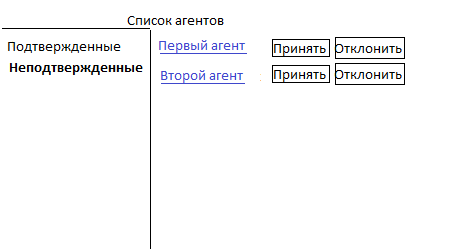 Список агентов
Подтвержденные
Неподтвержденные
Первый агент Принять Отклонить
Второй агент Принять Отклонить